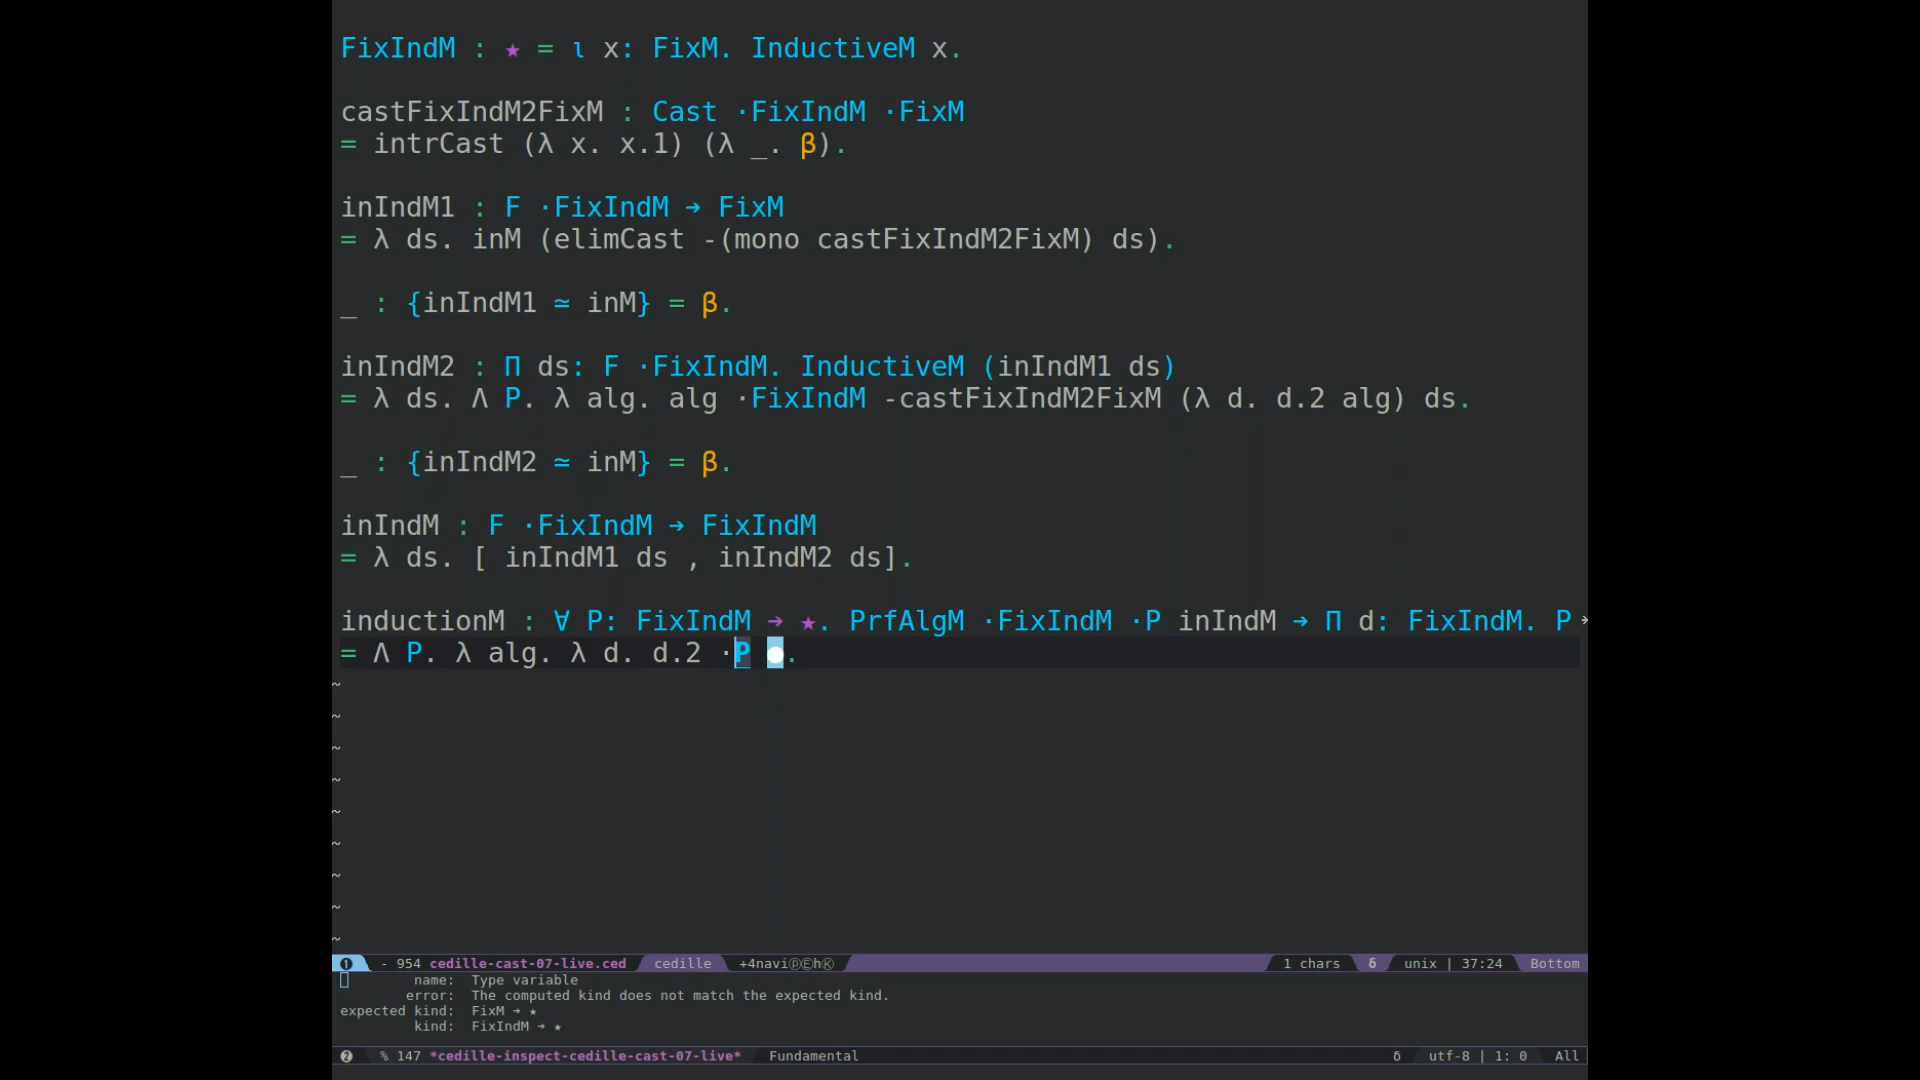 FixIndM : ★ = ι x: FixM. InductiveM x.
castFixIndM2FixM : Cast ·FixIndM ·FixM
= intrCast (λ x. x.1) (λ _. β).
inIndM1 : F ·FixIndM ➔ FixM
= λ ds. inM (elimCast -(mono castFixIndM2FixM) ds).
_ : {inIndM1 ≃ inM} = β.
inIndM2 : Π ds: F ·FixIndM. InductiveM (inIndM1 ds)
= λ ds. Λ P. λ alg. alg ·FixIndM -castFixIndM2FixM (λ d. d.2 alg) ds.
_ : {inIndM2 ≃ inM} = β.
inIndM : F ·FixIndM ➔ FixIndM
= λ ds. [ inIndM1 ds , inIndM2 ds].
inductionM : ∀ P: FixIndM ➔ ★. PrfAlgM ·FixIndM ·P inIndM ➔ Π d: FixIndM. P
= Λ P. λ alg. λ d. d.2 ·P ●.
~
~
~
~
~
~
~
~
~
❶ - 954 cedille-cast-07-live.ced cedille +4naviⓅⒺhⓀ 1 chars δ unix | 37:24 Bottom
name: Type variable
error: The computed kind does not match the expected kind.
expected kind: FixM ➔ ★
kind: FixIndM ➔ ★
❷ % 147 *cedille-inspect-cedille-cast-07-live* Fundamental δ utf-8 | 1: 0 All